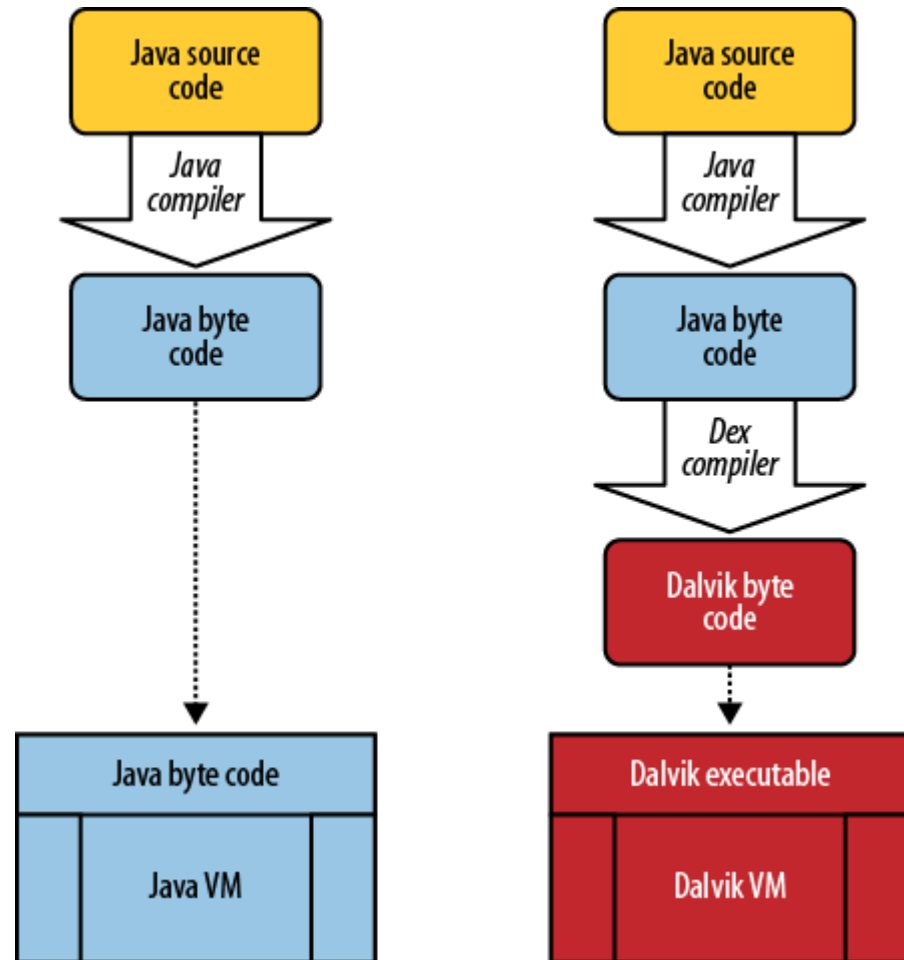 Java source
code
Java
compiler
Java byte
code
Java byte code
Java VM
Java source
code
Java
compiler
Java byte
code
Dex
compiler
Dalvik byte
code
Dalvik executable
Dalvik VM